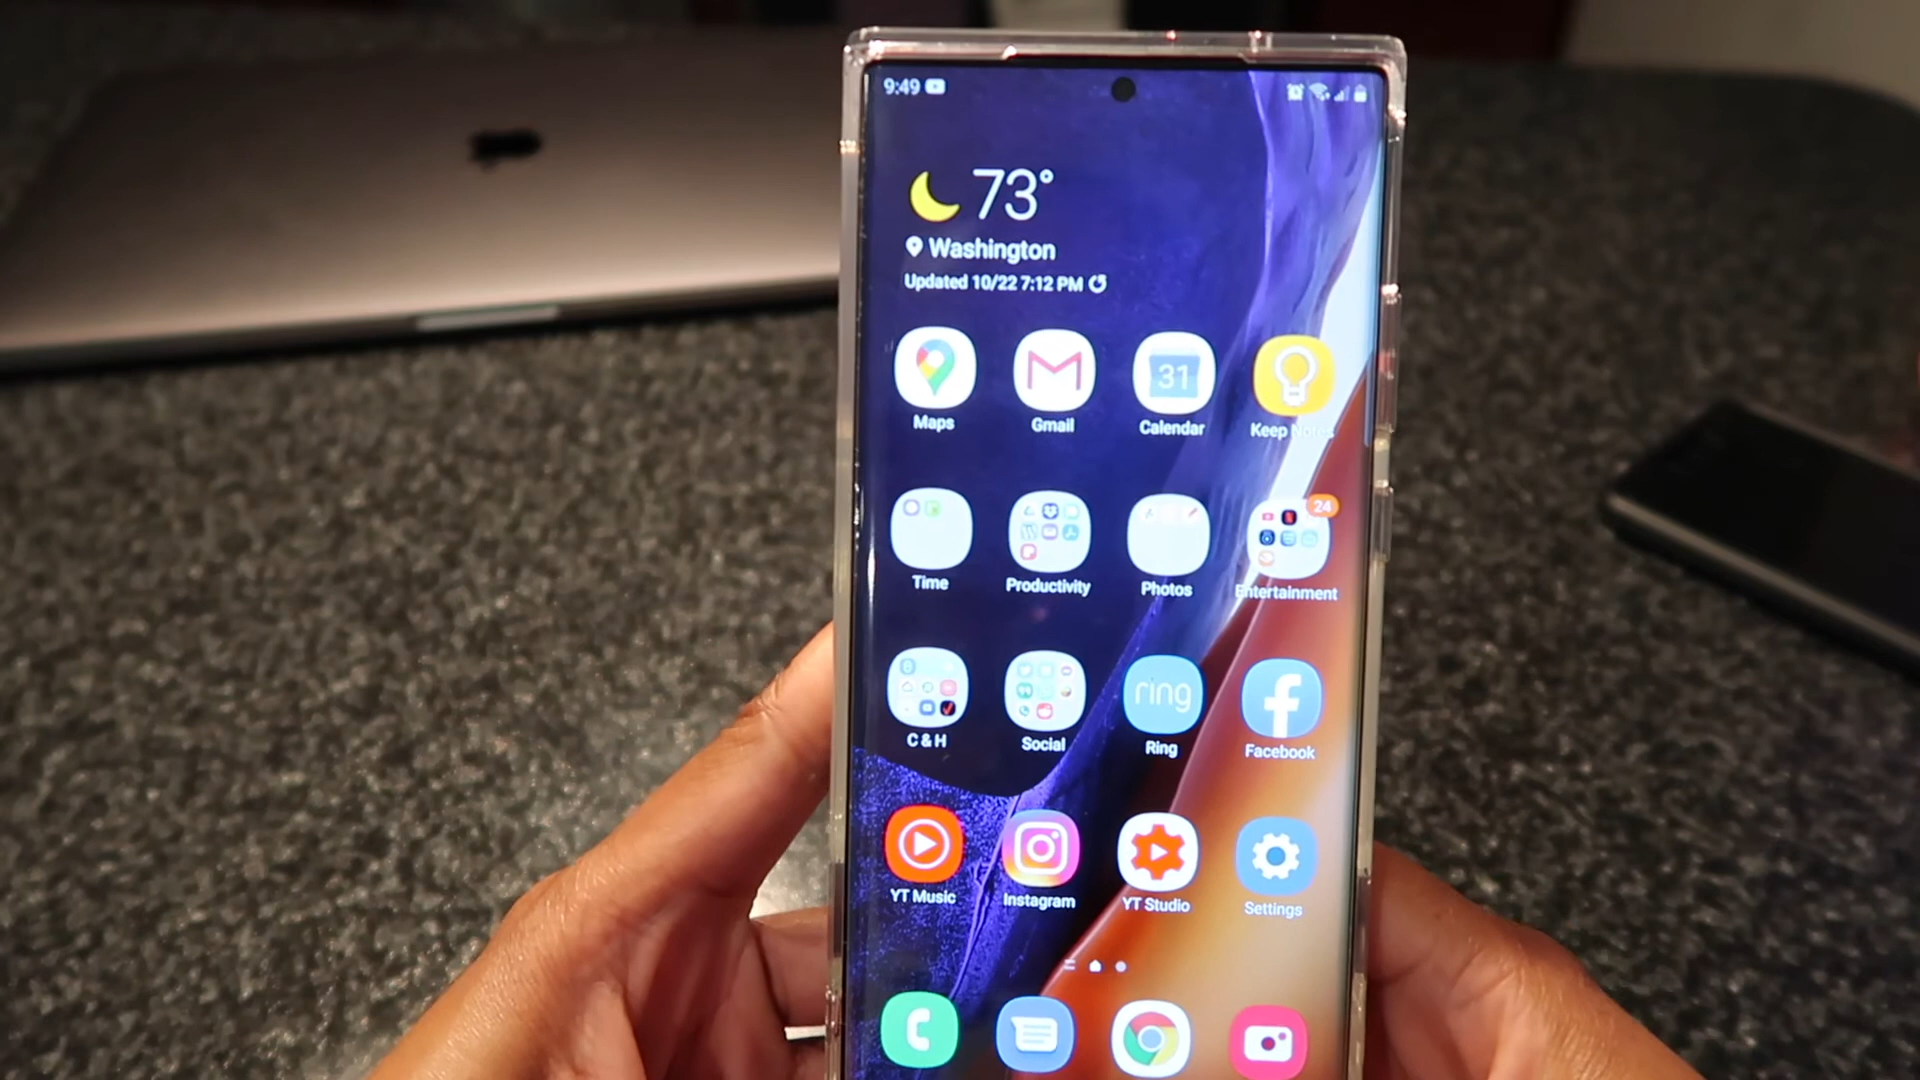 9:49
73°
Washington
Updated 10/22 7:12 PM
31
Maps
Gmail
Calendar
Keep Notes
24
Time
Productivity
Photos
Entertainment
ring
C & H
Social
Ring
Facebook
YT Music
Instagram
YT Studio
Settings